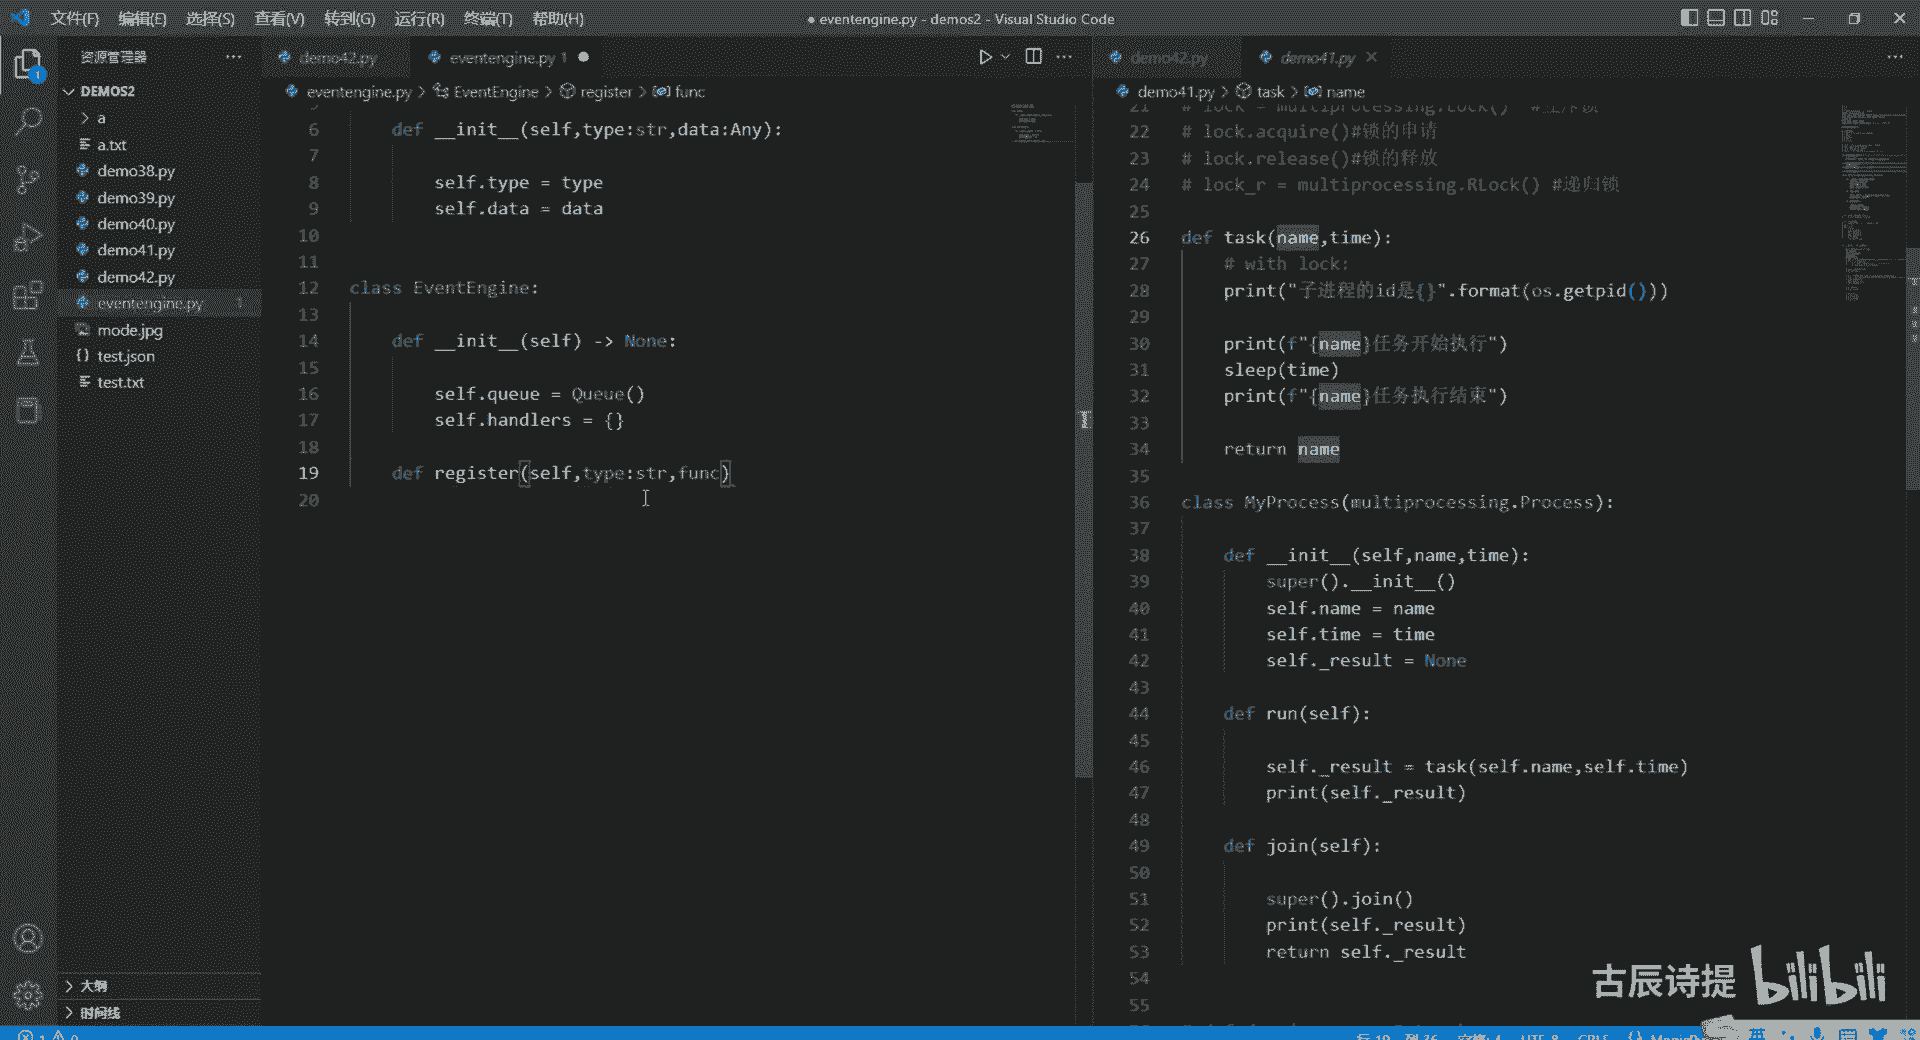 文件(F) 编辑(E) 选择(S) 查看(V) 转到(G) 运行(R) 终端(T) 帮助(H)
● eventengine.py - demos2 - Visual Studio Code
资源管理器 ···
DEMOS2
a
a.txt
demo38.py
demo39.py
demo40.py
demo41.py
demo42.py
eventengine.py 1
mode.jpg
{} test.json
test.txt
大纲
时间线
1
demo42.py
eventengine.py 1 ●
eventengine.py > EventEngine > register > func
6 def __init__(self,type:str,data:Any):
7
8 self.type = type
9 self.data = data
10
11
12 class EventEngine:
13
14 def __init__(self) -> None:
15
16 self.queue = Queue()
17 self.handlers = {}
18
19 def register(self,type:str,func)
20
demo42.py
demo41.py
demo41.py > task > name
21 # lock = multiprocessing.Lock()
22 # lock.acquire()#锁的申请
23 # lock.release()#锁的释放
24 # lock_r = multiprocessing.RLock() #递归锁
25
26 def task(name,time):
27 # with lock:
28 print("子进程的id是{}".format(os.getpid()))
29
30 print(f"{name}任务开始执行")
31 sleep(time)
32 print(f"{name}任务执行结束")
33
34 return name
35
36 class MyProcess(multiprocessing.Process):
37
38 def __init__(self,name,time):
39 super().__init__()
40 self.name = name
41 self.time = time
42 self._result = None
43
44 def run(self):
45
46 self._result = task(self.name,self.time)
47 print(self._result)
48
49 def join(self):
50
51 super().join()
52 print(self._result)
53 return self._result
54
55
古辰诗提 bilibili